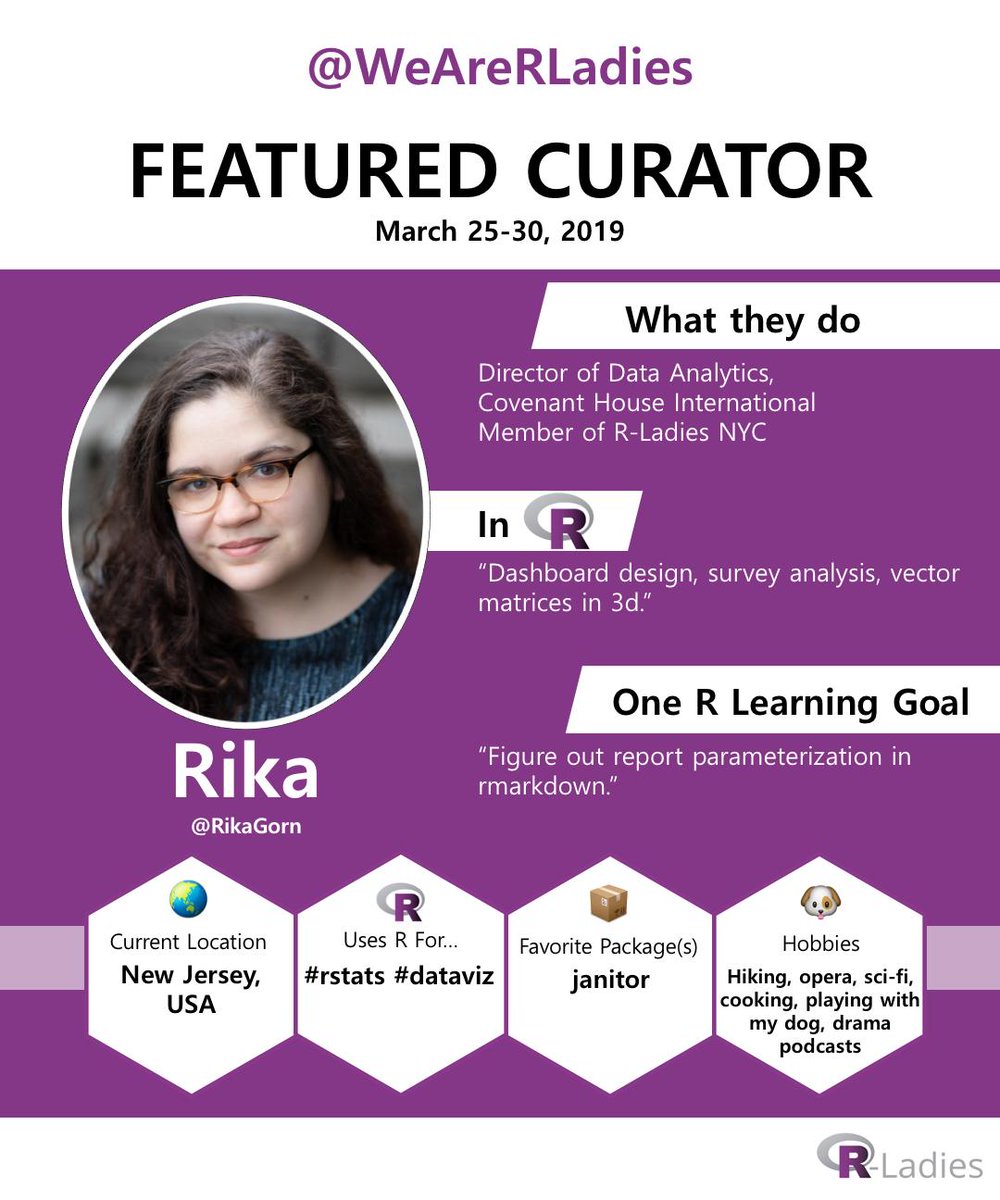 @WeAreRLadies
FEATURED CURATOR
March 25-30, 2019
What they do
Director of Data Analytics,
Covenant House International
Member of R-Ladies NYC
In R
“Dashboard design, survey analysis, vector
matrices in 3d.”
One R Learning Goal
“Figure out report parameterization in
rmarkdown.”
Rika
@RikaGorn
Current Location
New Jersey,
USA
R
Uses R For...
#rstats #dataviz
Favorite Package(s)
janitor
Hobbies
Hiking, opera, sci-fi,
cooking, playing with
my dog, drama
podcasts
R-Ladies